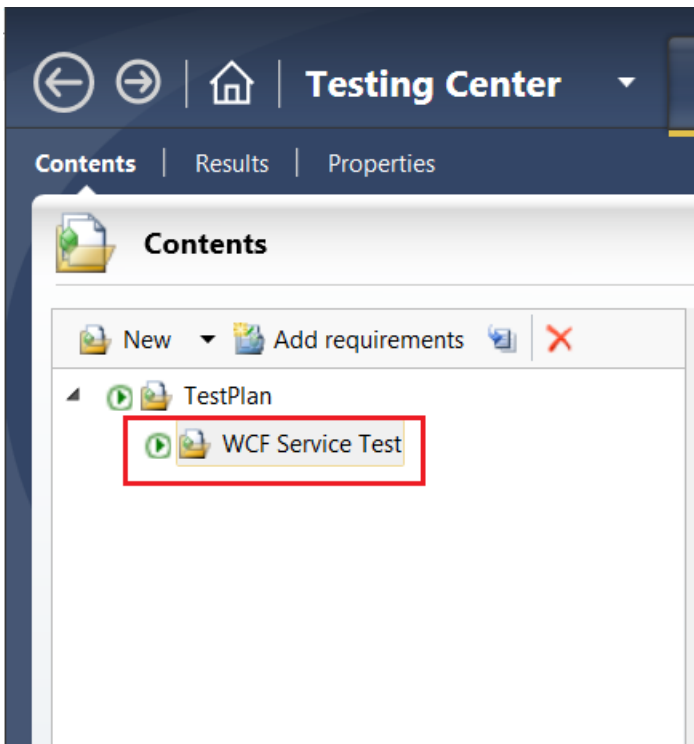 Testing Center
Contents | Results | Properties
Contents
New Add requirements
TestPlan
WCF Service Test